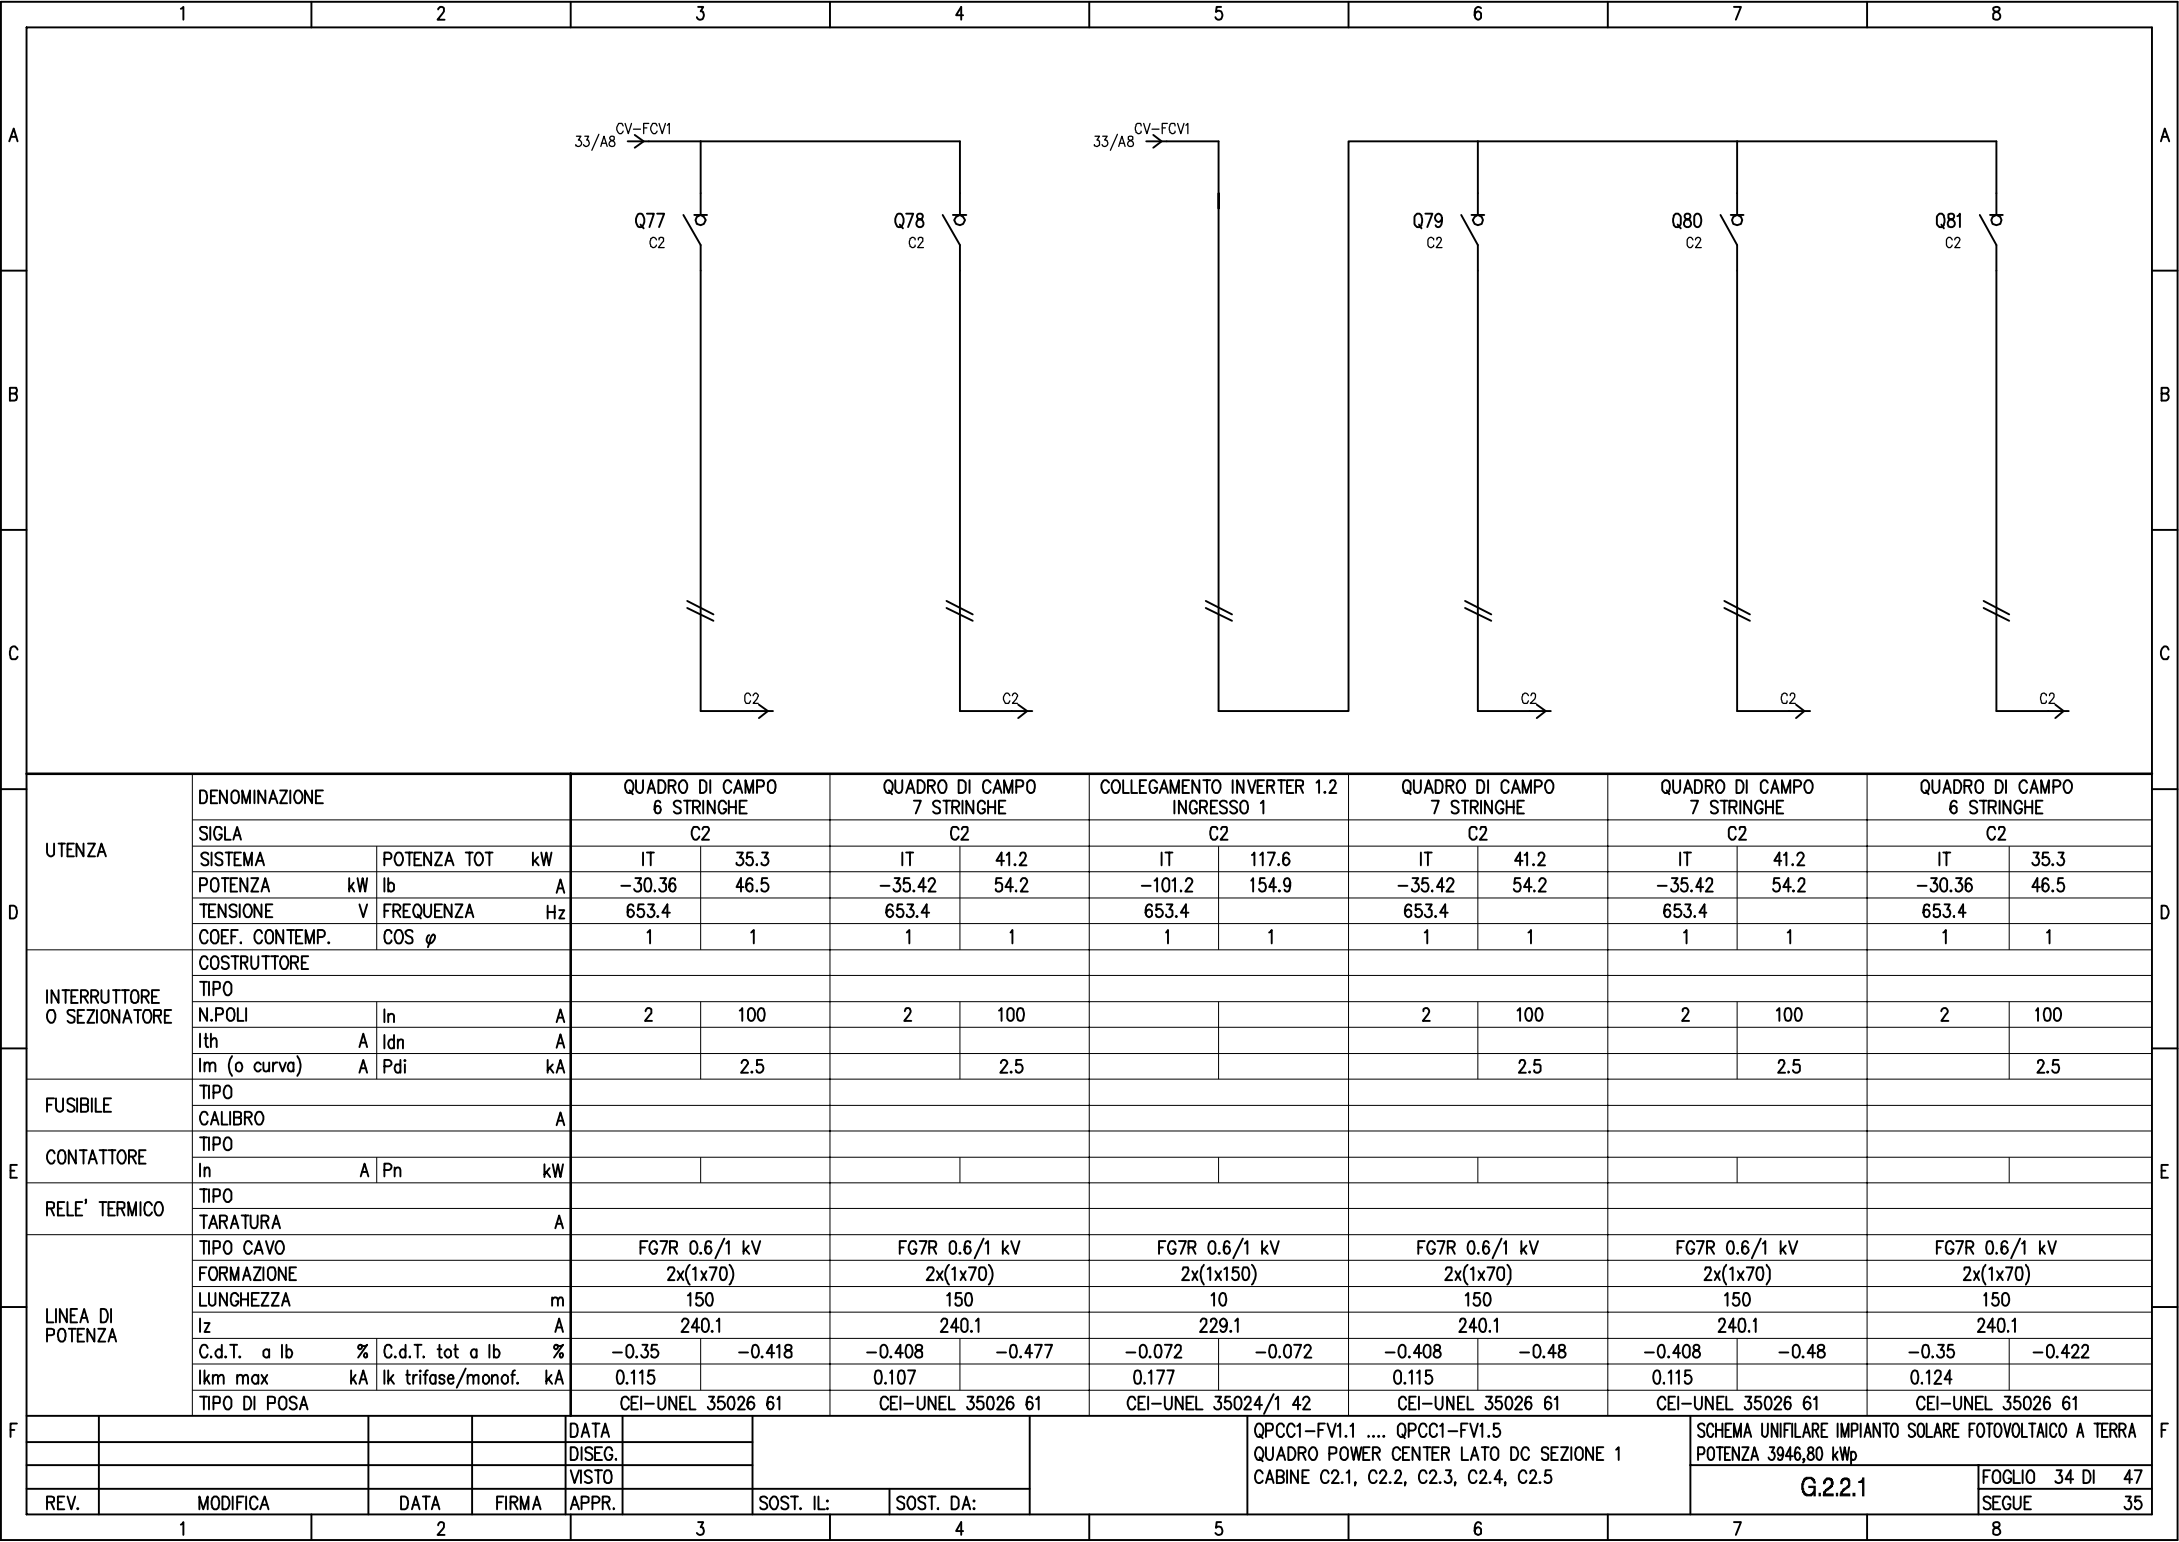 1 2 3 4 5 6 7 8
A A
CV-FCV1 CV-FCV1
33/A8 33/A8
Q77 Q78 Q79 Q80 Q81
C2 C2 C2 C2 C2
B B
C C
C2 C2 C2 C2 C2
UTENZA
DENOMINAZIONE QUADRO DI CAMPO QUADRO DI CAMPO COLLEGAMENTO INVERTER 1.2 QUADRO DI CAMPO QUADRO DI CAMPO QUADRO DI CAMPO
6 STRINGHE 7 STRINGHE INGRESSO 1 7 STRINGHE 7 STRINGHE 6 STRINGHE
SIGLA C2 C2 C2 C2 C2 C2
SISTEMA POTENZA TOT kW IT 35.3 IT 41.2 IT 117.6 IT 41.2 IT 41.2 IT 35.3
POTENZA kW Ib A -30.36 46.5 -35.42 54.2 -101.2 154.9 -35.42 54.2 -35.42 54.2 -30.36 46.5
D TENSIONE V FREQUENZA Hz 653.4 653.4 653.4 653.4 653.4 653.4 D
COEF. CONTEMP. COS φ 1 1 1 1 1 1 1 1 1 1 1 1
INTERRUTTORE
O SEZIONATORE
COSTRUTTORE
TIPO
N.POLI In A 2 100 2 100 2 100 2 100 2 100
Ith A Idn A
Im (o curva) A Pdi kA 2.5 2.5 2.5 2.5 2.5
FUSIBILE
TIPO
CALIBRO A
CONTATTORE
TIPO
E In A Pn kW E
RELE' TERMICO
TIPO
TARATURA A
LINEA DI
POTENZA
TIPO CAVO FG7R 0.6/1 kV FG7R 0.6/1 kV FG7R 0.6/1 kV FG7R 0.6/1 kV FG7R 0.6/1 kV FG7R 0.6/1 kV
FORMAZIONE 2x(1x70) 2x(1x70) 2x(1x150) 2x(1x70) 2x(1x70) 2x(1x70)
LUNGHEZZA m 150 150 10 150 150 150
Iz A 240.1 240.1 229.1 240.1 240.1 240.1
C.d.T. a Ib % C.d.T. tot a Ib % -0.35 -0.418 -0.408 -0.477 -0.072 -0.072 -0.408 -0.48 -0.408 -0.48 -0.35 -0.422
Ikm max kA Ik trifase/monof. kA 0.115 0.107 0.177 0.115 0.115 0.124
TIPO DI POSA CEI-UNEL 35026 61 CEI-UNEL 35026 61 CEI-UNEL 35024/1 42 CEI-UNEL 35026 61 CEI-UNEL 35026 61 CEI-UNEL 35026 61
F F
DATA
DISEG.
VISTO
REV. MODIFICA DATA FIRMA APPR. SOST. IL: SOST. DA:
QPCC1-FV1.1 .... QPCC1-FV1.5
QUADRO POWER CENTER LATO DC SEZIONE 1
CABINE C2.1, C2.2, C2.3, C2.4, C2.5
SCHEMA UNIFILARE IMPIANTO SOLARE FOTOVOLTAICO A TERRA
POTENZA 3946,80 kWp
G.2.2.1
FOGLIO 34 DI 47
SEGUE 35
1 2 3 4 5 6 7 8